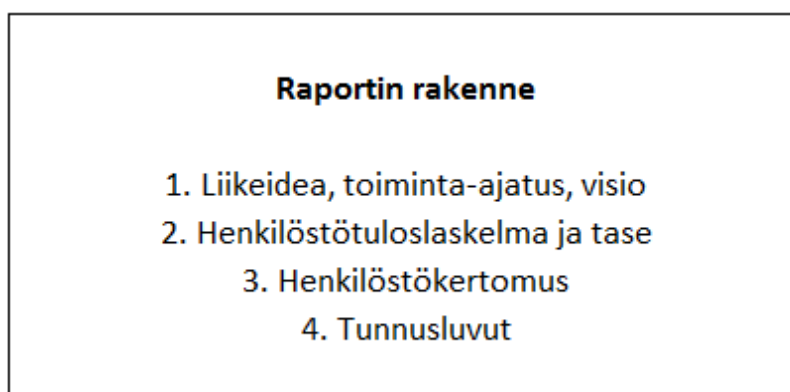 Raportin rakenne
1. Liikeidea, toiminta-ajatus, visio
2. Henkilöstötuloslaskelma ja tase
3. Henkilöstökertomus
4. Tunnusluvut